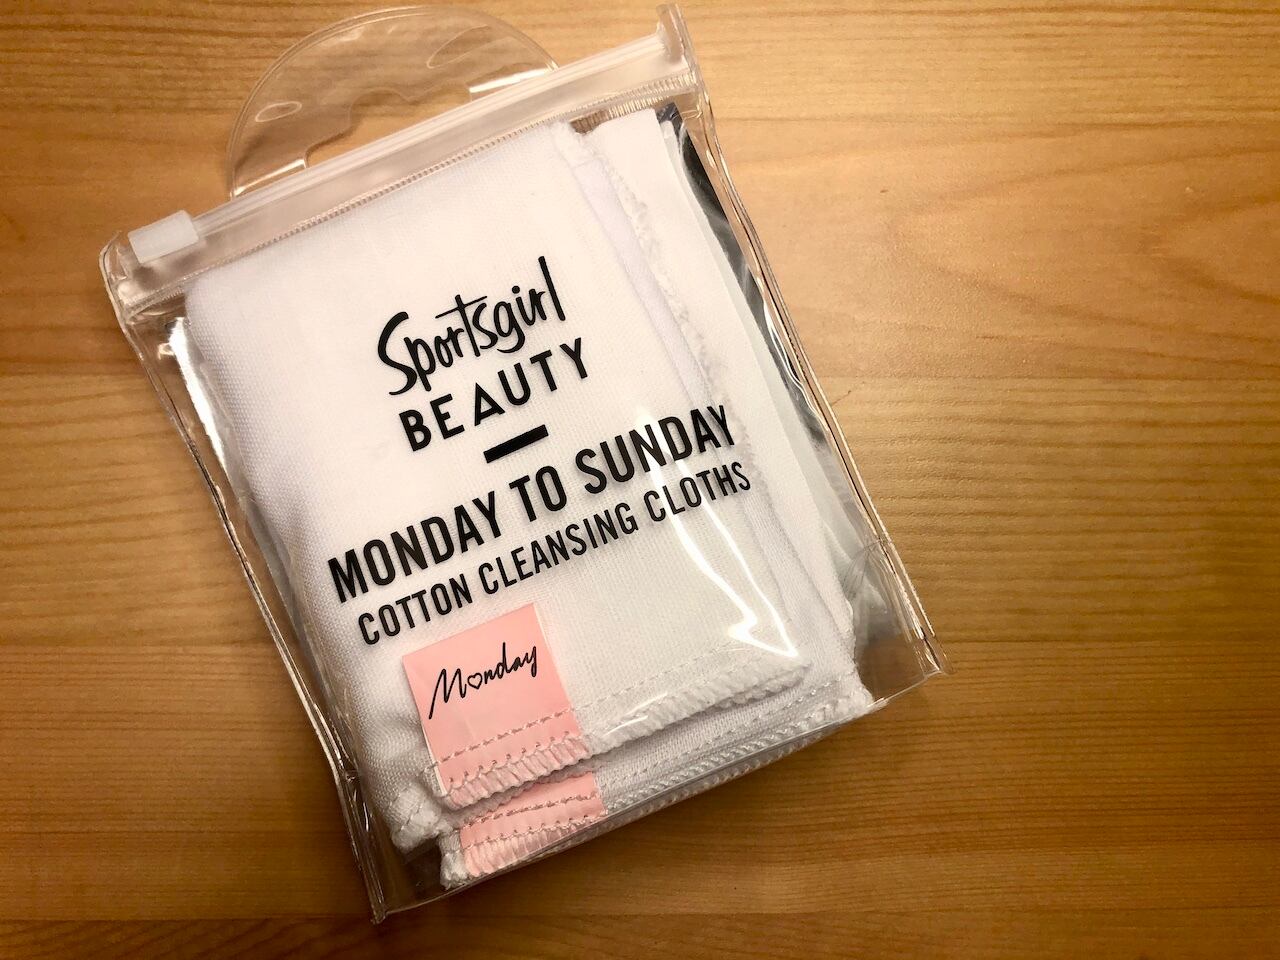 Sportsgirl
BEAUTY
MONDAY TO SUNDAY
COTTON CLEANSING CLOTHS
Monday